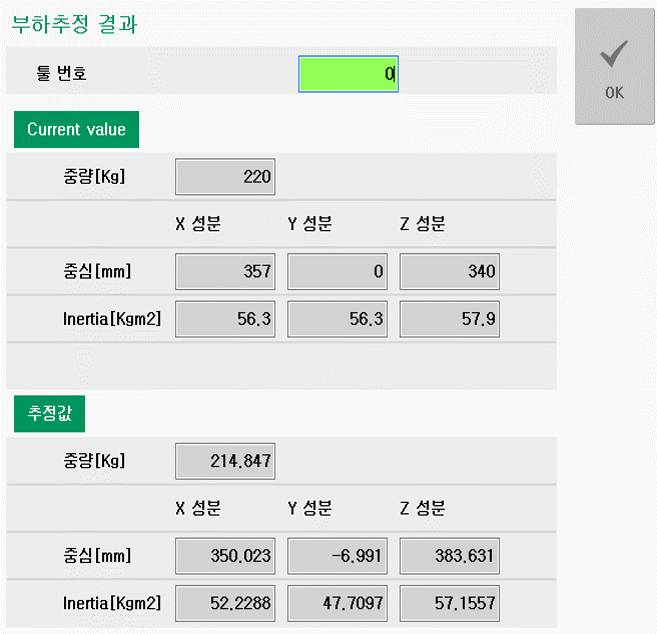 부하추정 결과
툴 번호 0
OK
Current value
중량[Kg] 220
X 성분 Y 성분 Z 성분
중심[mm] 357 0 340
Inertia[Kgm2] 56.3 56.3 57.9
추정값
중량[Kg] 214.847
X 성분 Y 성분 Z 성분
중심[mm] 350.023 -6.991 383.631
Inertia[Kgm2] 52.2288 47.7097 57.1557